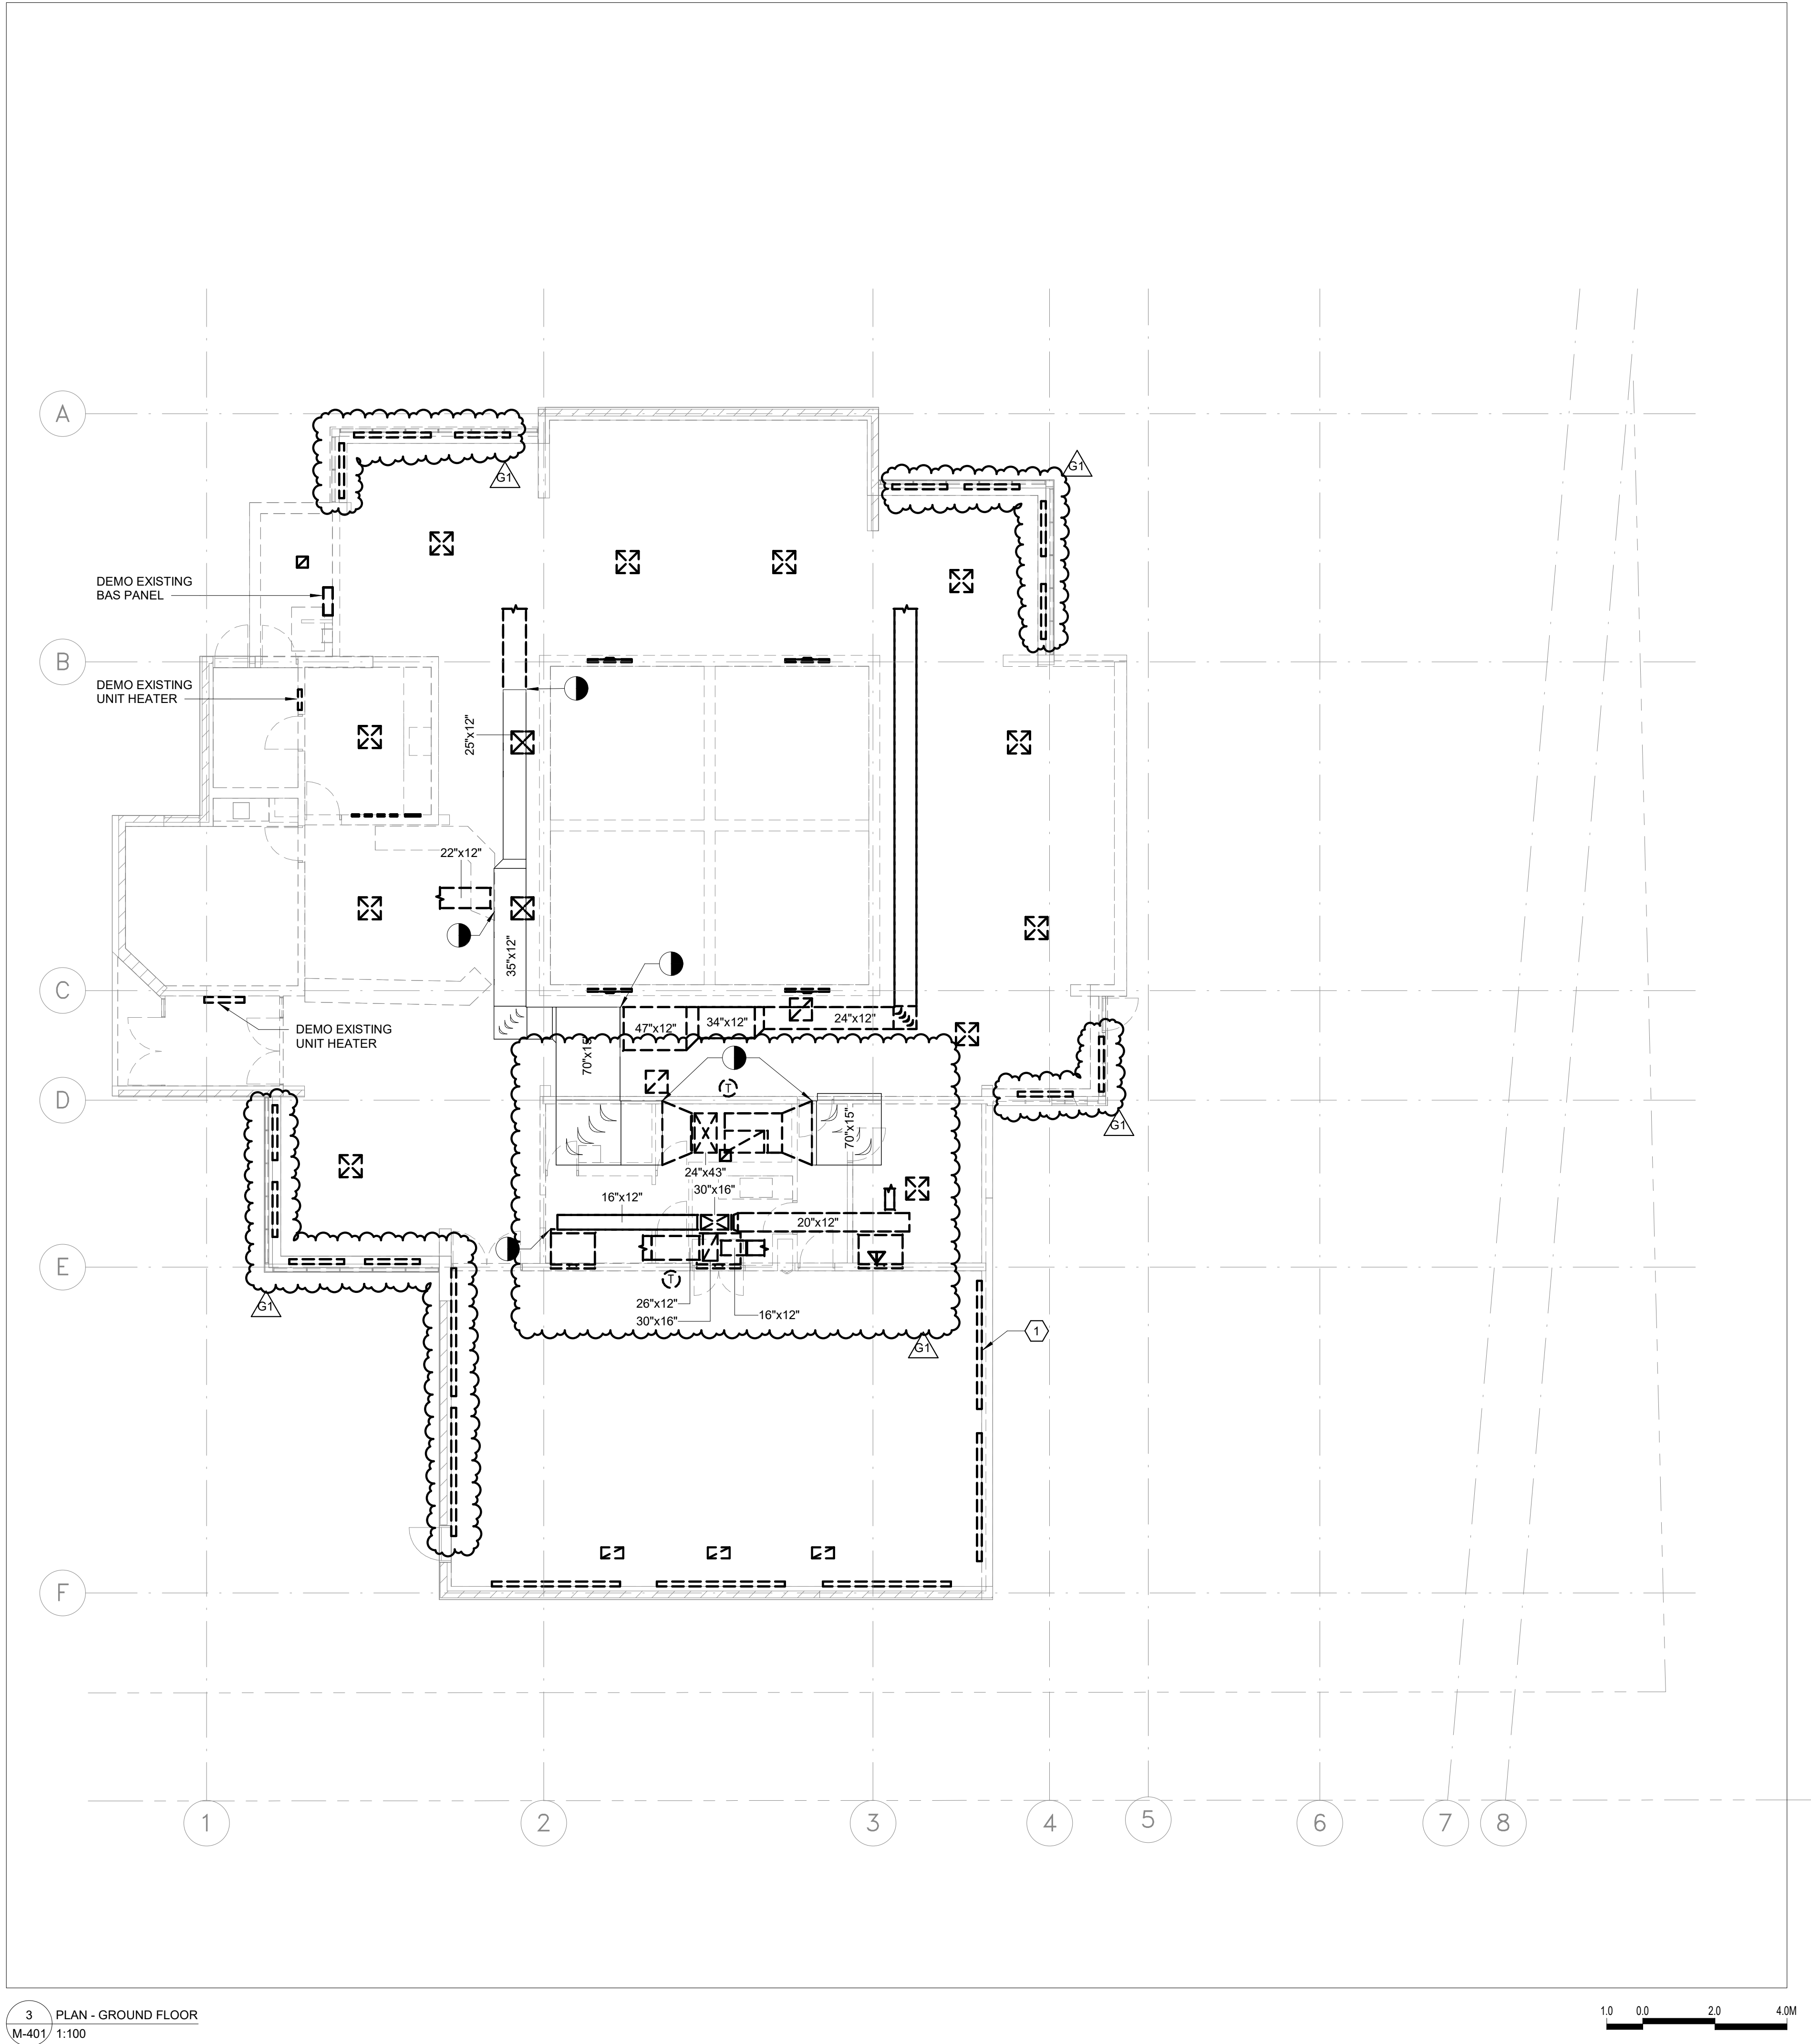 A
G1
G1
DEMO EXISTING
BAS PANEL
B
DEMO EXISTING
UNIT HEATER
25"x12"
22"x12"
35"x12"
C
DEMO EXISTING
UNIT HEATER
47"x12"
34"x12"
24"x12"
70"x15"
T
D
G1
70"x15"
24"x43"
30"x16"
16"x12"
20"x12"
E
T
G1
26"x12"
30"x16"
16"x12"
1
G1
F
1
2
3
4
5
6
7
8
3
PLAN - GROUND FLOOR
M-401
1:100
1.0 0.0 2.0 4.0M